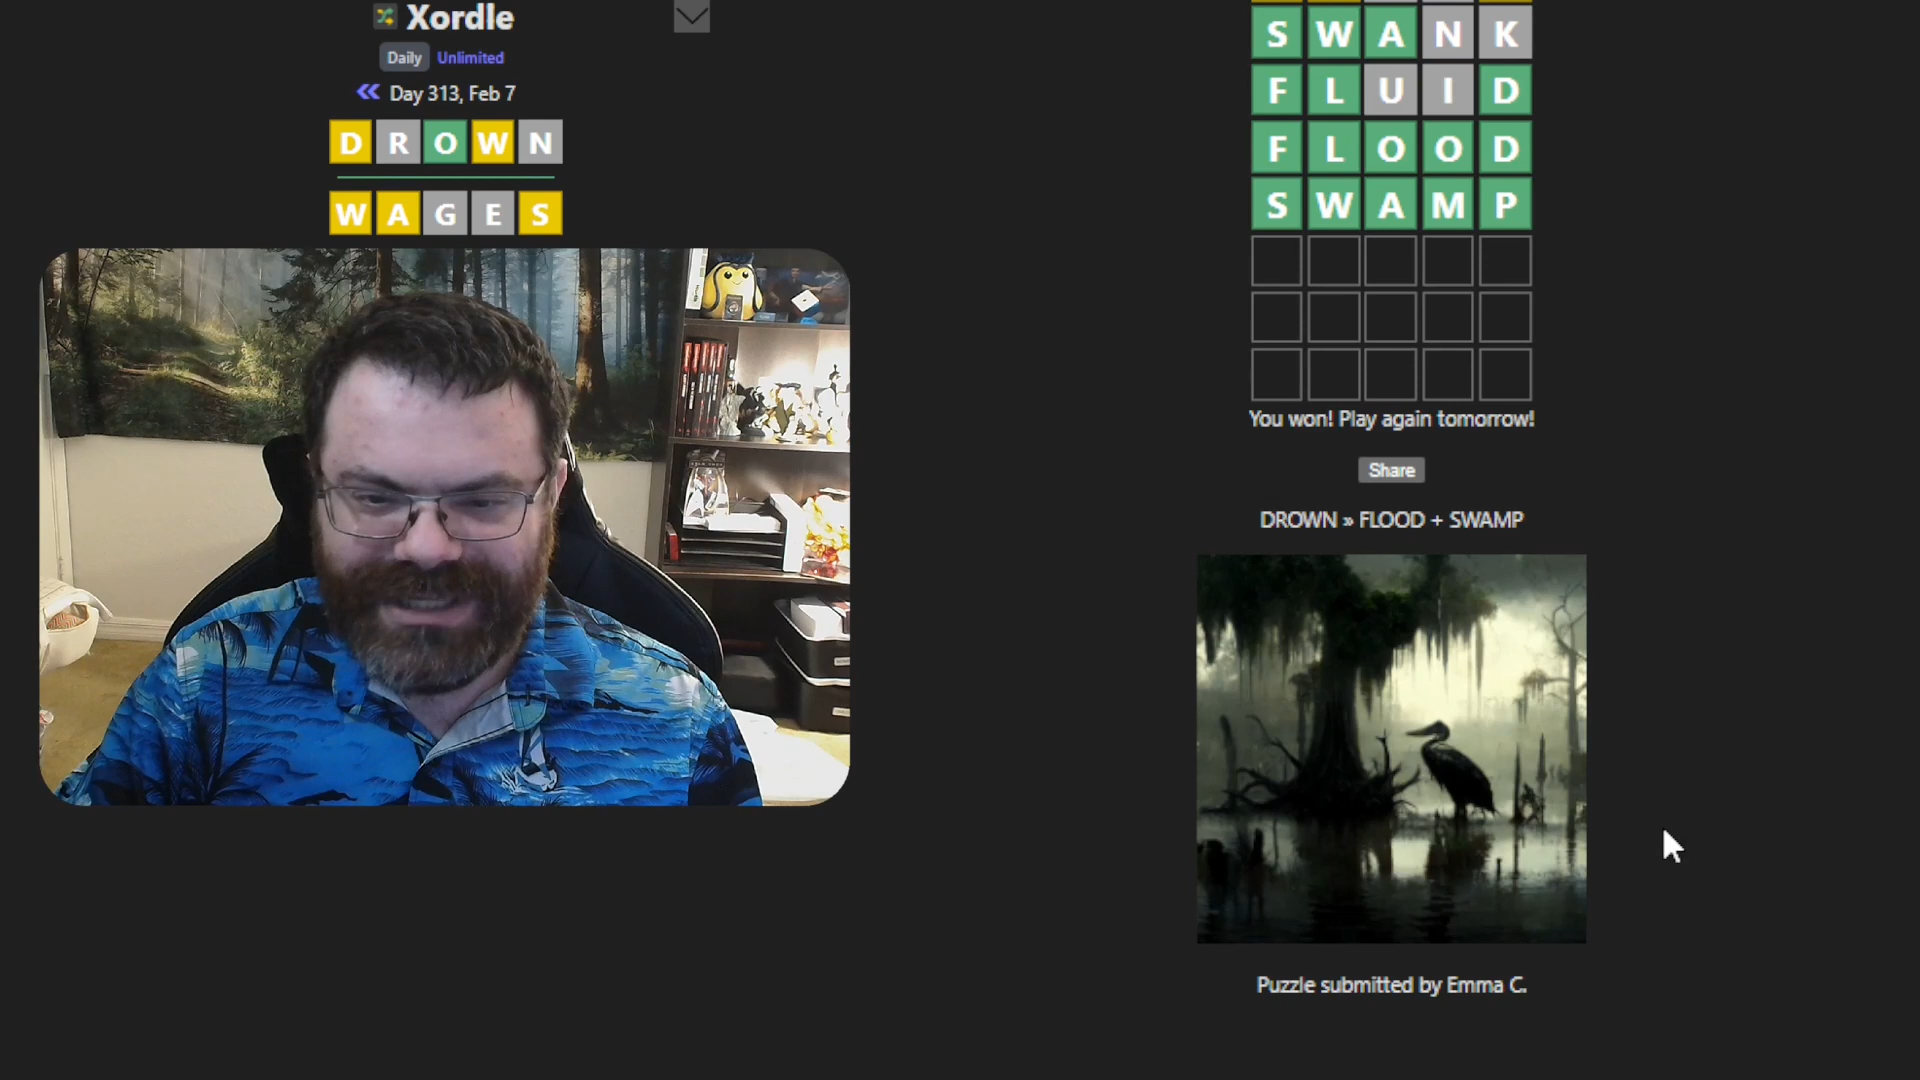 Xordle
Daily Unlimited
Day 313, Feb 7
DROWN
WAGES
SWANK
FLUID
FLOOD
SWAMP
You won! Play again tomorrow!
Share
DROWN » FLOOD + SWAMP
Puzzle submitted by Emma C.